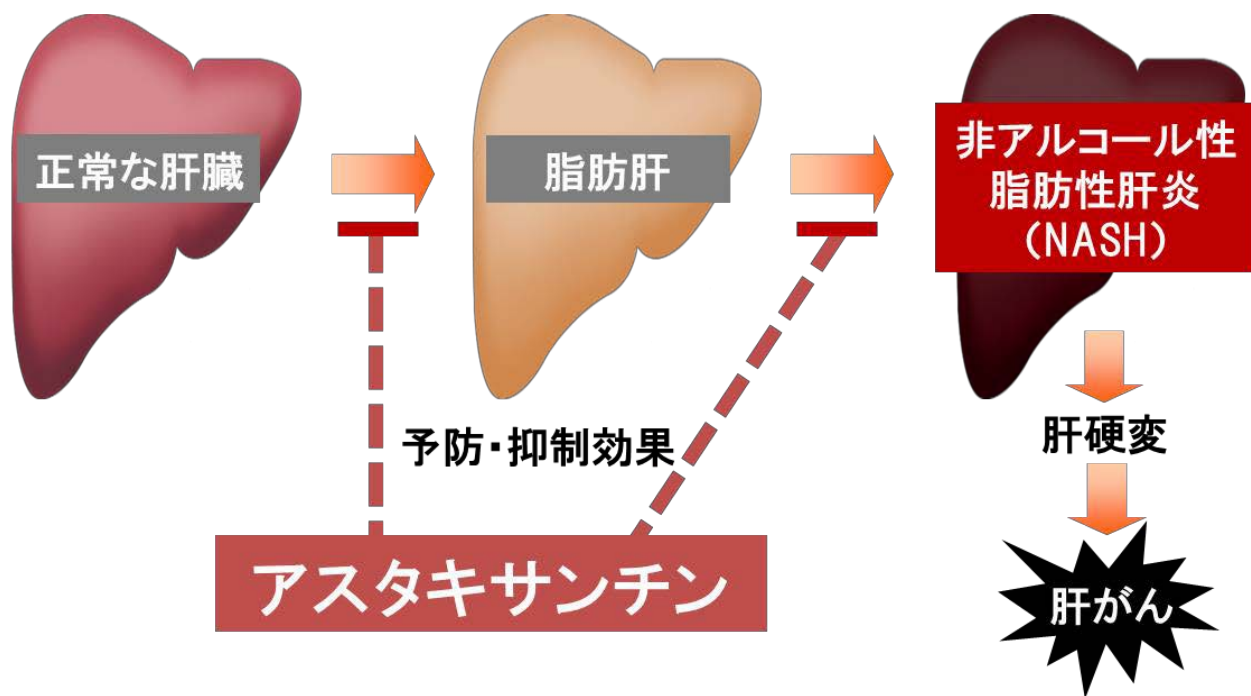 正常な肝臓
脂肪肝
非アルコール性
脂肪性肝炎
(NASH)
予防・抑制効果
肝硬変
アスタキサンチン
肝がん